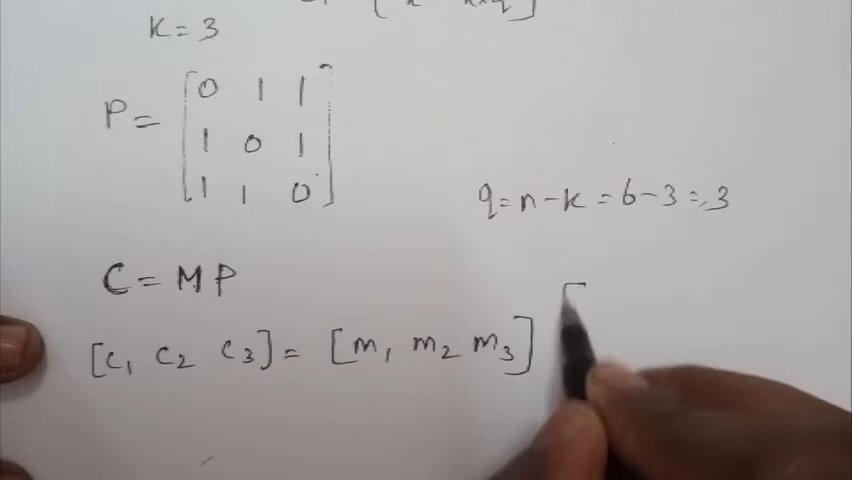 K = 3
P = [0 1 1
1 0 1
1 1 0]
q = n - k = 6 - 3 = 3
C = MP
[c₁ c₂ c₃] = [m₁ m₂ m₃] [